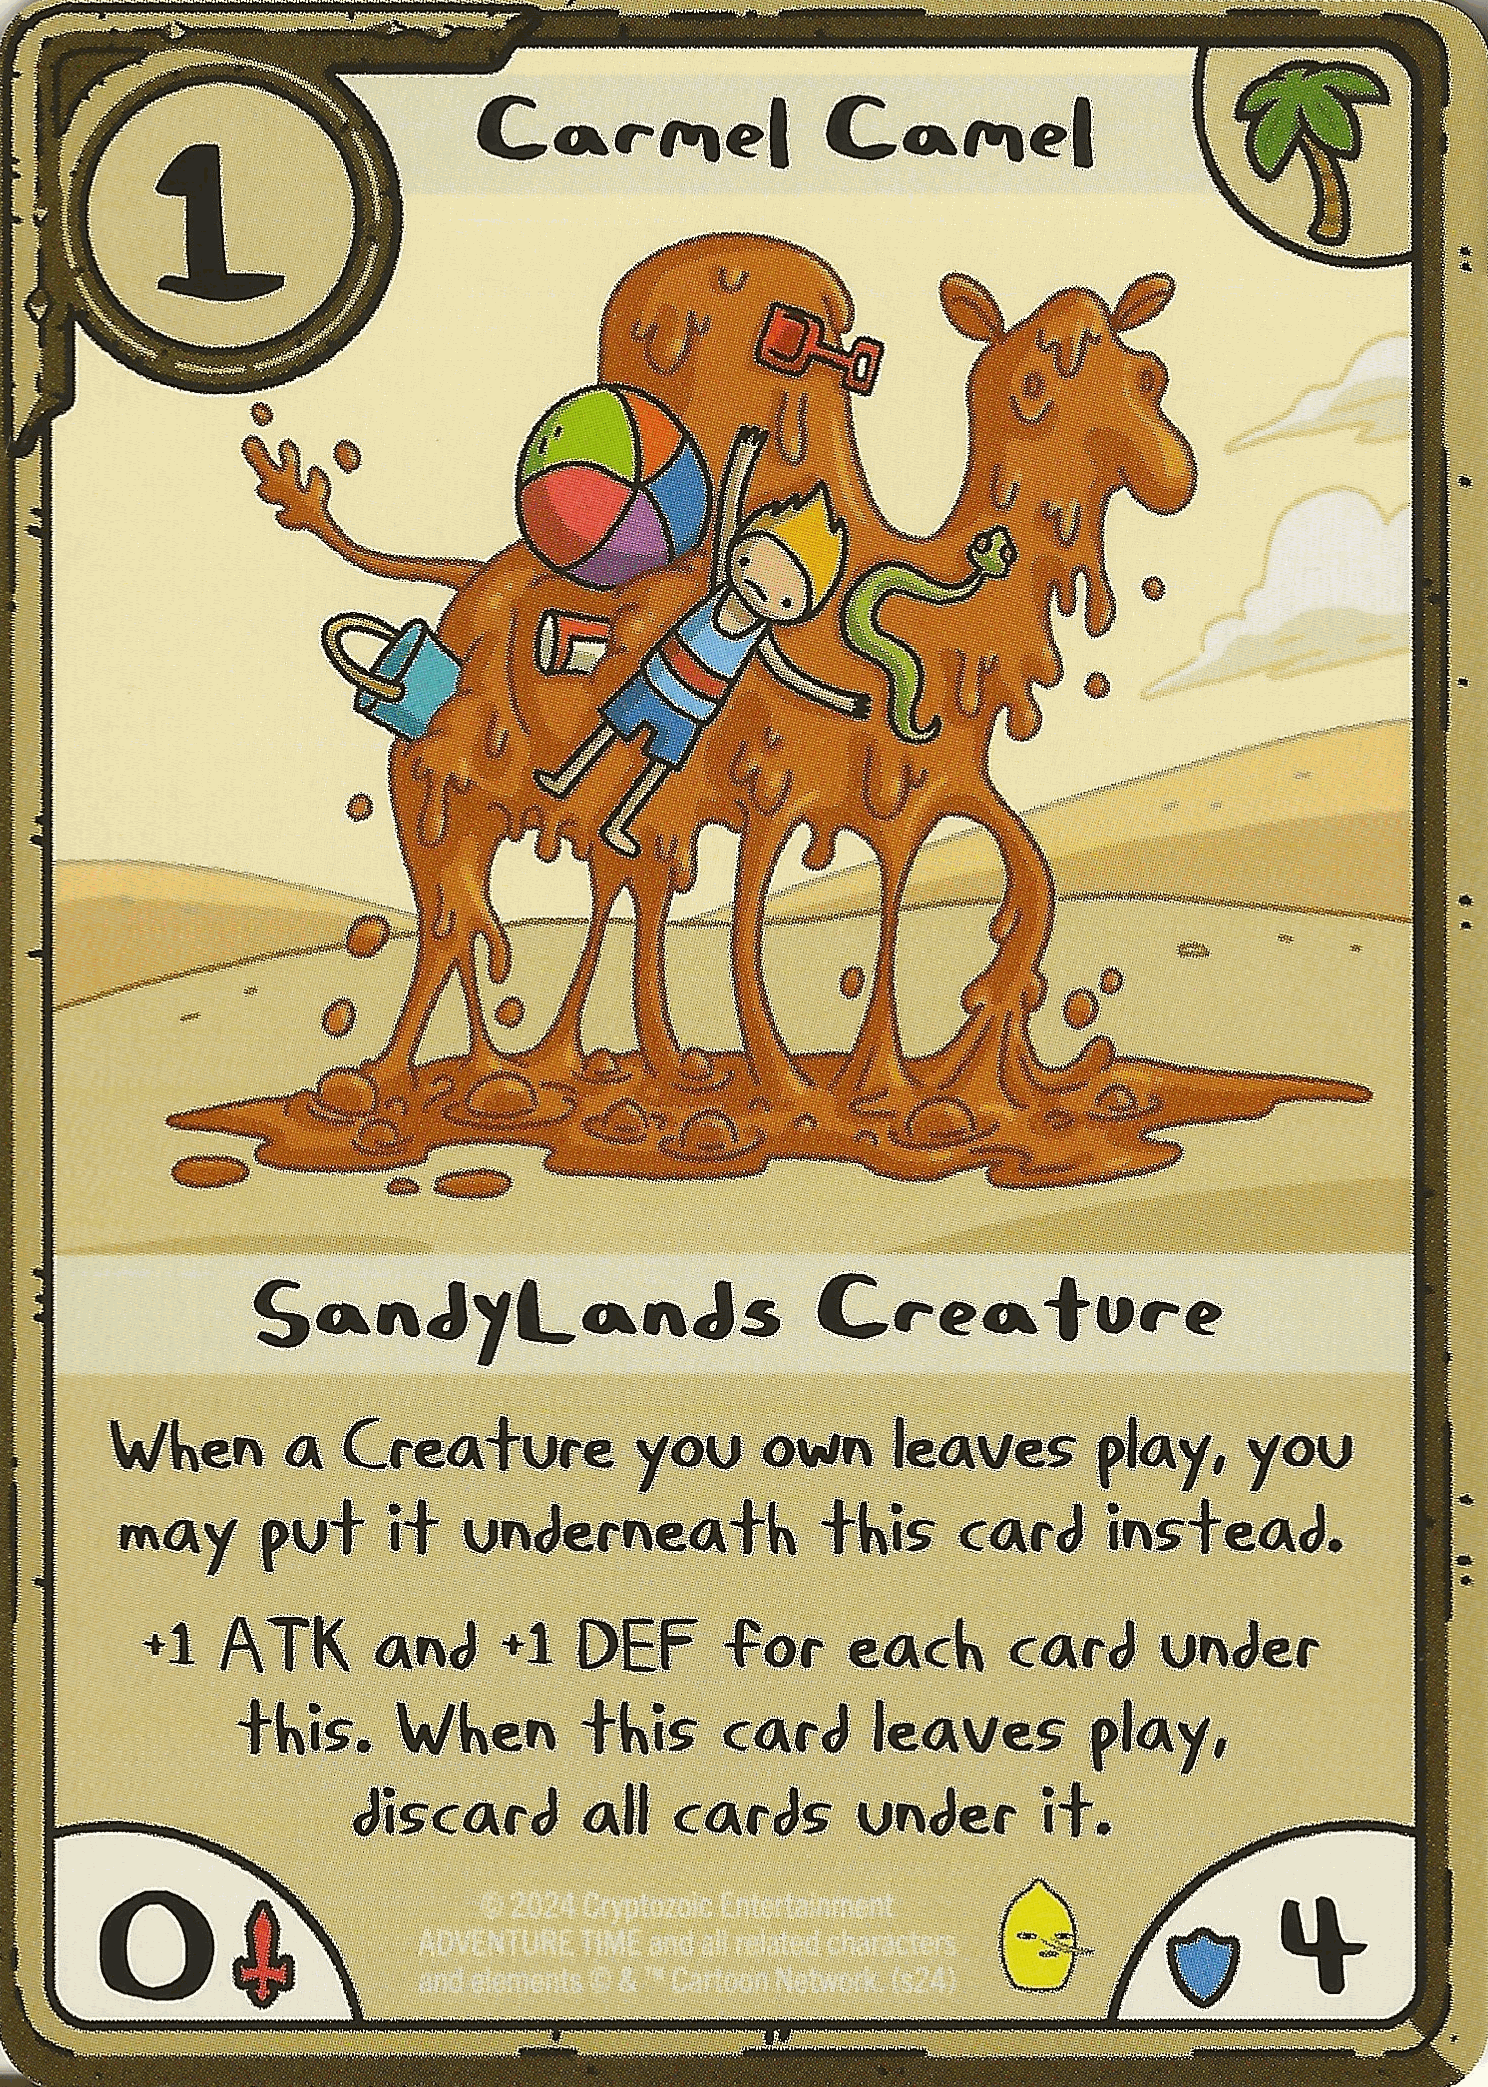 1
Carmel Camel
SandyLands Creature
When a Creature you own leaves play, you
may put it underneath this card instead.
+1 ATK and +1 DEF for each card under
this. When this card leaves play,
discard all cards under it.
0
© 2024 Cryptozoic Entertainment
ADVENTURE TIME and all related characters
and elements © & ™ Cartoon Network. (s24)
4